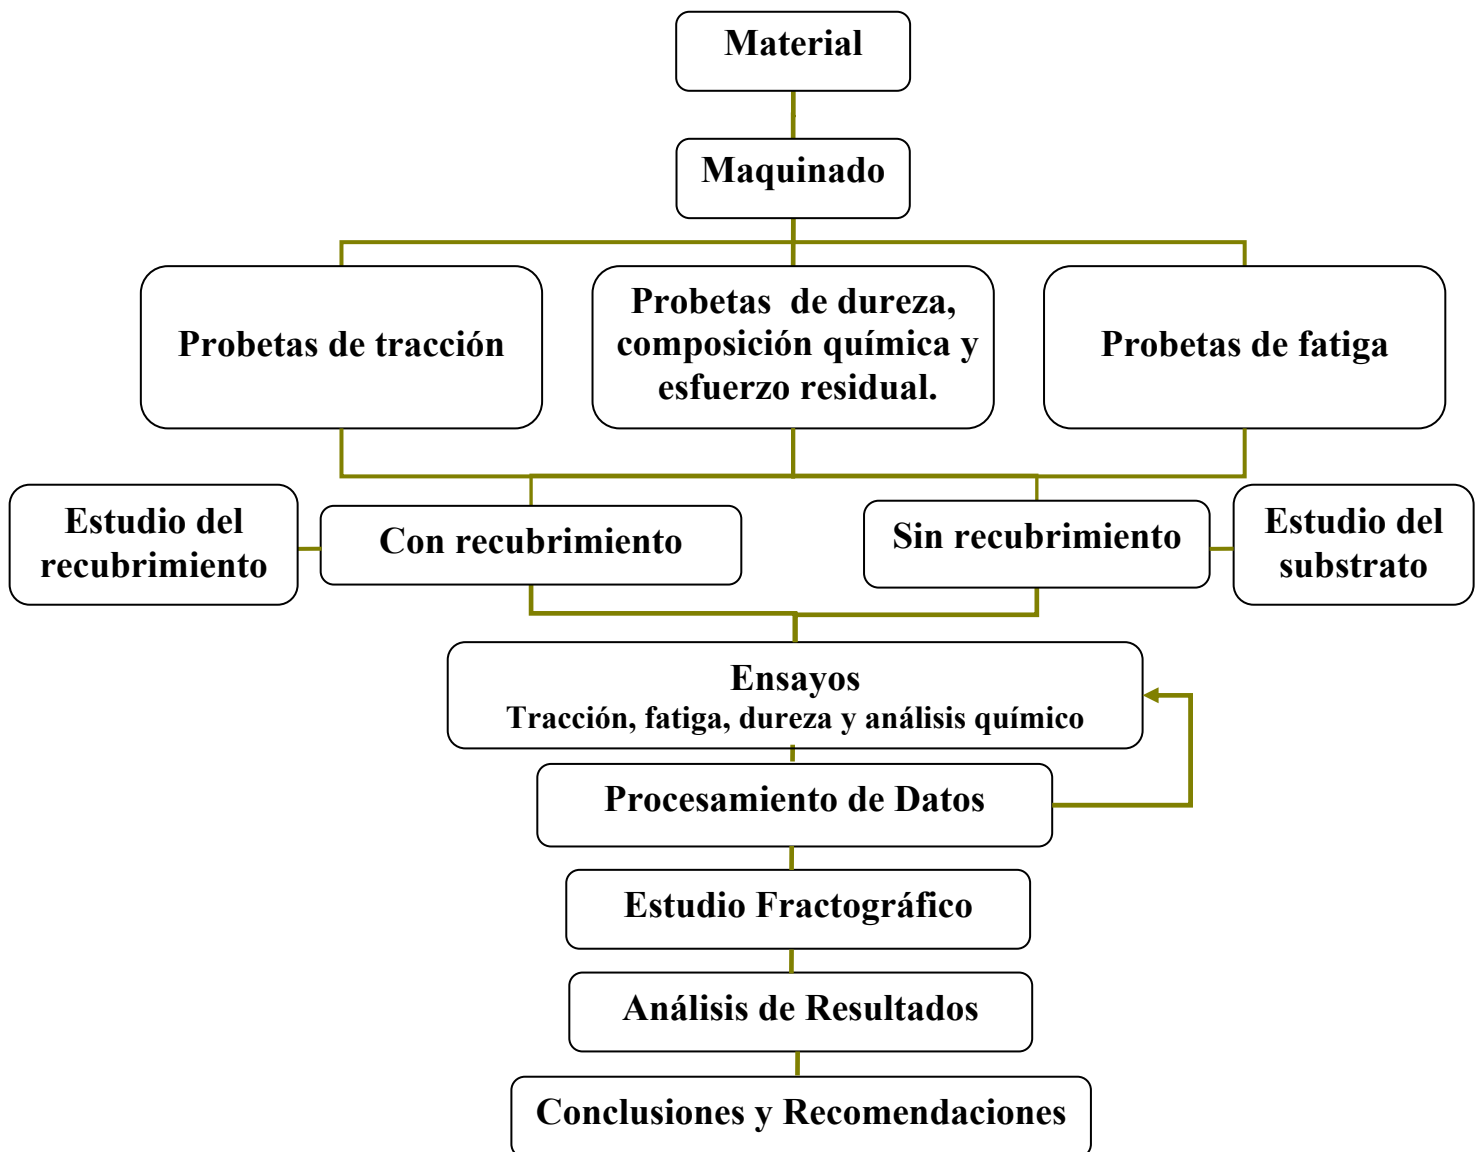 Material
Maquinado
Probetas de tracción
Probetas de dureza,
composición química y
esfuerzo residual.
Probetas de fatiga
Estudio del
recubrimiento
Con recubrimiento
Sin recubrimiento
Estudio del
substrato
Ensayos
Tracción, fatiga, dureza y análisis químico
Procesamiento de Datos
Estudio Fractográfico
Análisis de Resultados
Conclusiones y Recomendaciones